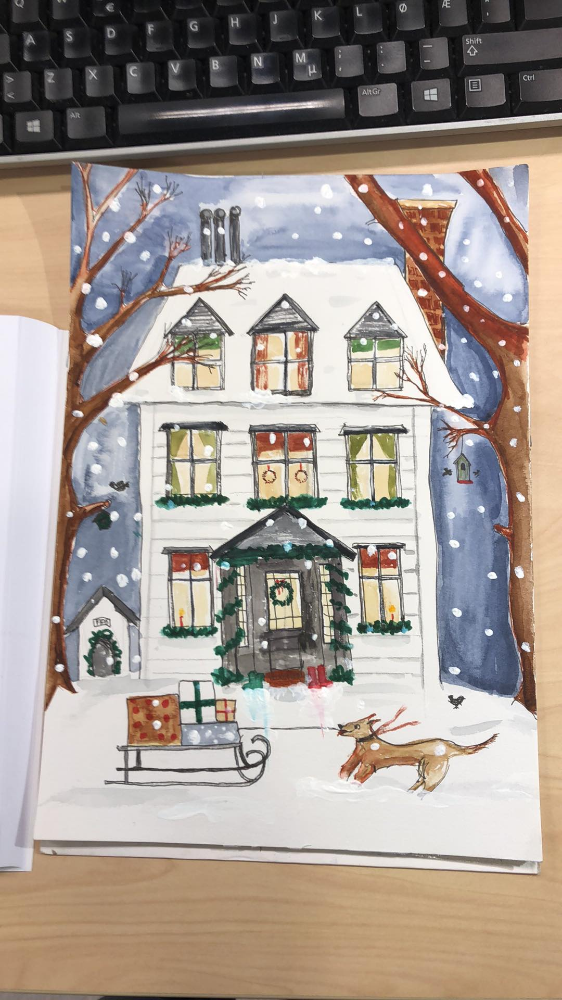 Q W € Æ
A S D F G H J K L Ø
> Z X C V B N M ; : _ Shift
< µ , . -
Alt AltGr Ctrl